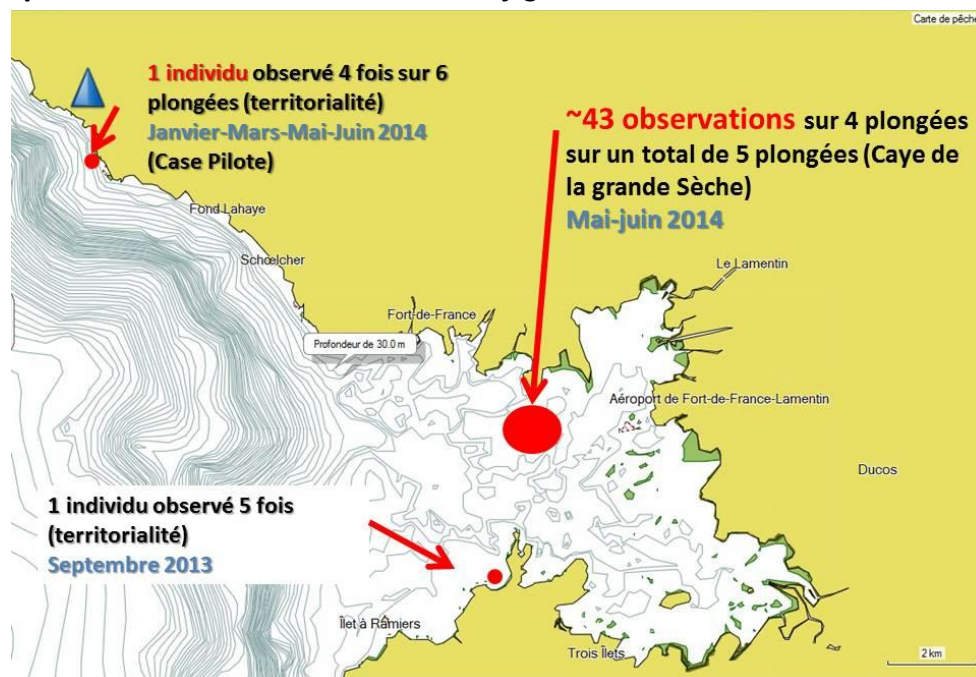 Carte de pêche
1 individu observé 4 fois sur 6
plongées (territorialité)
Janvier-Mars-Mai-Juin 2014
(Case Pilote)
~43 observations sur 4 plongées
sur un total de 5 plongées (Caye de
la grande Sèche)
Mai-juin 2014
Fond Lahaye
Schœlcher
Le Lamentin
Fort-de-France
Profondeur de 30.0 m
Aéroport de Fort-de-France-Lamentin
Ducos
1 individu observé 5 fois
(territorialité)
Septembre 2013
Îlet à Ramiers
Trois Îlets
2 km